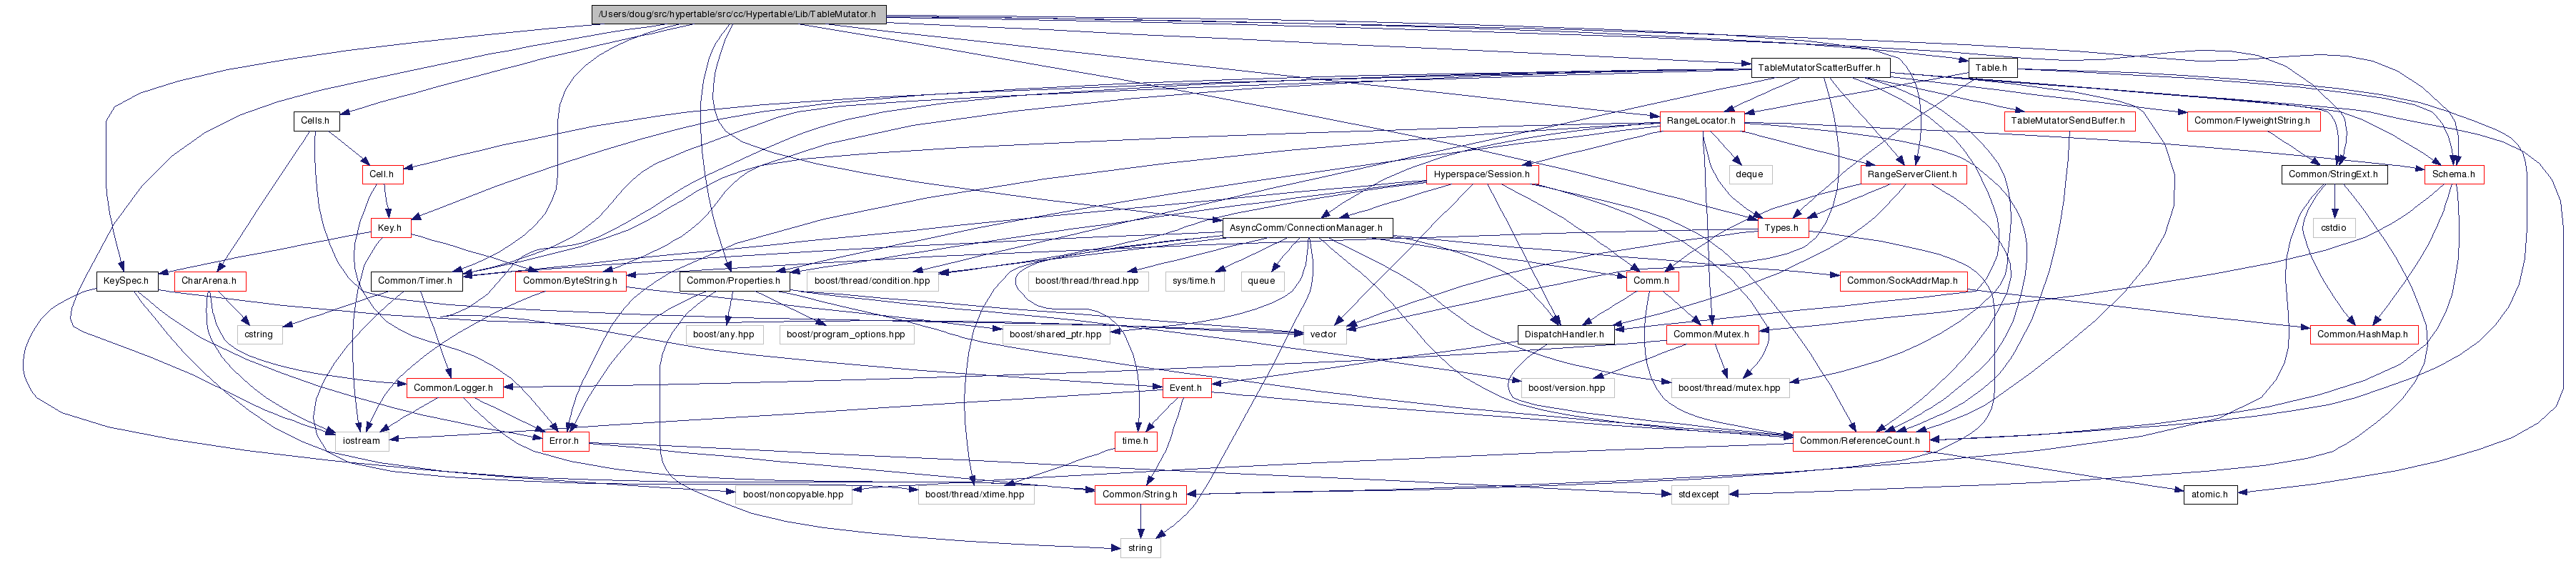 /Users/doug/src/hypertable/src/cc/Hypertable/Lib/TableMutator.h
TableMutatorScatterBuffer.h
Table.h
Cells.h
RangeLocator.h
TableMutatorSendBuffer.h
Common/FlyweightString.h
Cell.h
Hyperspace/Session.h
deque
RangeServerClient.h
Common/StringExt.h
Schema.h
Key.h
AsyncComm/ConnectionManager.h
Types.h
cstdio
KeySpec.h
CharArena.h
Common/Timer.h
Common/ByteString.h
Common/Properties.h
boost/thread/condition.hpp
boost/thread/thread.hpp
sys/time.h
queue
Comm.h
Common/SockAddrMap.h
cstring
vector
boost/any.hpp
boost/program_options.hpp
boost/shared_ptr.hpp
DispatchHandler.h
Common/Mutex.h
Common/HashMap.h
Common/Logger.h
Event.h
boost/version.hpp
boost/thread/mutex.hpp
iostream
Error.h
time.h
Common/ReferenceCount.h
boost/noncopyable.hpp
boost/thread/xtime.hpp
Common/String.h
stdexcept
atomic.h
string